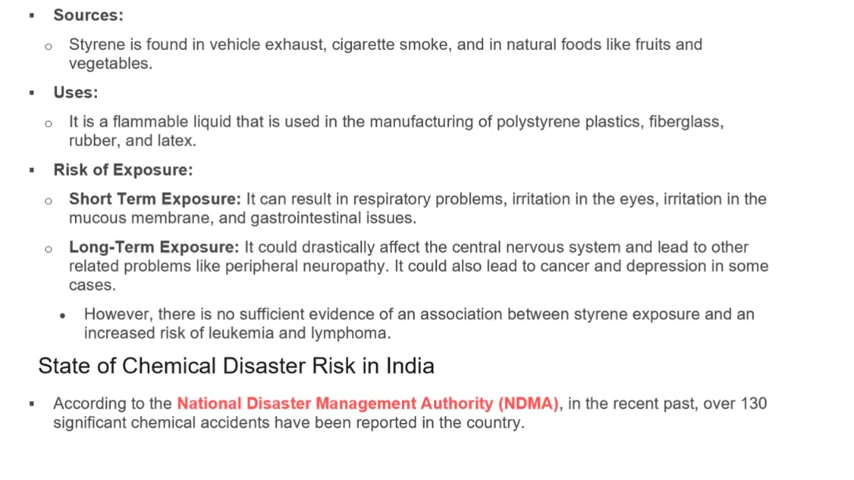 ▪ Sources:
○ Styrene is found in vehicle exhaust, cigarette smoke, and in natural foods like fruits and
vegetables.
▪ Uses:
○ It is a flammable liquid that is used in the manufacturing of polystyrene plastics, fiberglass,
rubber, and latex.
▪ Risk of Exposure:
○ Short Term Exposure: It can result in respiratory problems, irritation in the eyes, irritation in the
mucous membrane, and gastrointestinal issues.
○ Long-Term Exposure: It could drastically affect the central nervous system and lead to other
related problems like peripheral neuropathy. It could also lead to cancer and depression in some
cases.
• However, there is no sufficient evidence of an association between styrene exposure and an
increased risk of leukemia and lymphoma.
State of Chemical Disaster Risk in India
▪ According to the National Disaster Management Authority (NDMA), in the recent past, over 130
significant chemical accidents have been reported in the country.